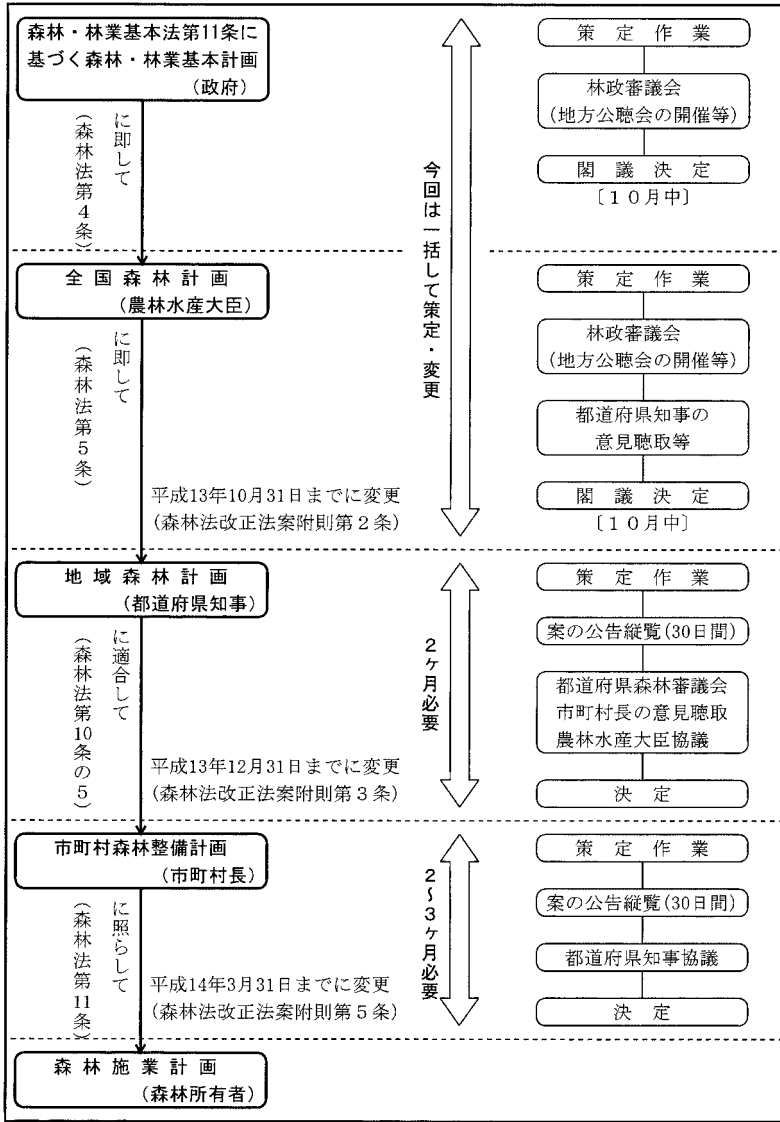 森林・林業基本法第11条に
基づく森林・林業基本計画
(政府)
に即して
(森林法第4条)
今回は一括して策定・変更
策定作業
林政審議会
(地方公聴会の開催等)
閣議決定
〔10月中〕
全国森林計画
(農林水産大臣)
に即して
(森林法第5条)
平成13年10月31日までに変更
(森林法改正法案附則第2条)
策定作業
林政審議会
(地方公聴会の開催等)
都道府県知事の
意見聴取等
閣議決定
〔10月中〕
地域森林計画
(都道府県知事)
に適合して
(森林法第10条の5)
平成13年12月31日までに変更
(森林法改正法案附則第3条)
2ヶ月必要
策定作業
案の公告縦覧(30日間)
都道府県森林審議会
市町村長の意見聴取
農林水産大臣協議
決定
市町村森林整備計画
(市町村長)
に照らして
(森林法第11条)
平成14年3月31日までに変更
(森林法改正法案附則第5条)
2~3ヶ月必要
策定作業
案の公告縦覧(30日間)
都道府県知事協議
決定
森林施業計画
(森林所有者)